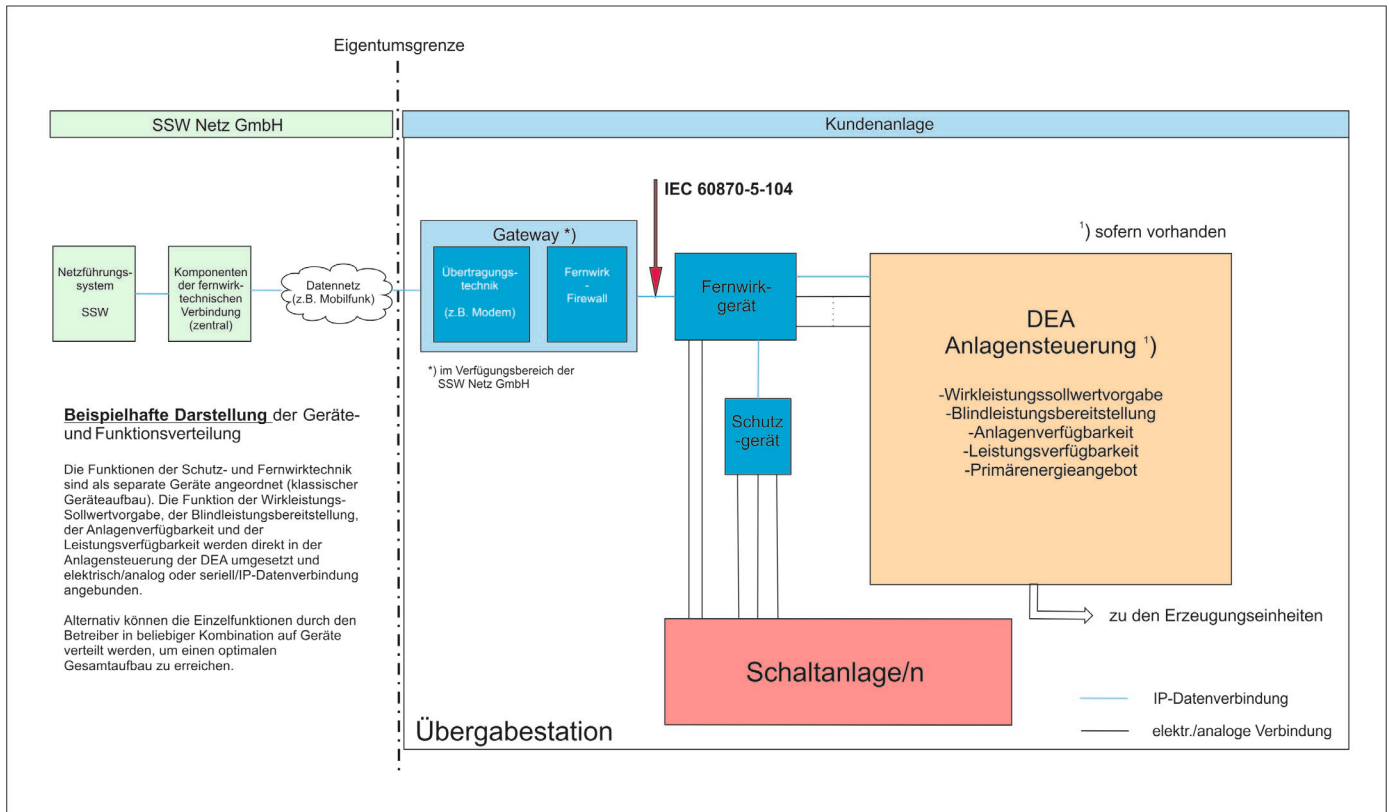 Eigentumsgrenze
SSW Netz GmbH
Kundenanlage
IEC 60870-5-104
Gateway *)
¹) sofern vorhanden
Netzführungs-
system
SSW
Komponenten
der fernwirk-
technischen
Verbindung
(zentral)
Datennetz
(z.B. Mobilfunk)
Übertragungs-
technik
(z.B. Modem)
Fernwirk
-
Firewall
Fernwirk-
gerät
DEA
Anlagensteuerung ¹)
-Wirkleistungssollwertvorgabe
-Blindleistungsbereitstellung
-Anlagenverfügbarkeit
-Leistungsverfügbarkeit
-Primärenergieangebot
*) im Verfügungsbereich der
SSW Netz GmbH
Schutz
-gerät
Beispielhafte Darstellung der Geräte-
und Funktionsverteilung
Die Funktionen der Schutz- und Fernwirktechnik
sind als separate Geräte angeordnet (klassischer
Geräteaufbau). Die Funktion der Wirkleistungs-
Sollwertvorgabe, der Blindleistungsbereitstellung,
der Anlagenverfügbarkeit und der
Leistungsverfügbarkeit werden direkt in der
Anlagensteuerung der DEA umgesetzt und
elektrisch/analog oder seriell/IP-Datenverbindung
angebunden.
Alternativ können die Einzelfunktionen durch den
Betreiber in beliebiger Kombination auf Geräte
verteilt werden, um einen optimalen
Gesamtaufbau zu erreichen.
zu den Erzeugungseinheiten
Schaltanlage/n
IP-Datenverbindung
elektr./analoge Verbindung
Übergabestation